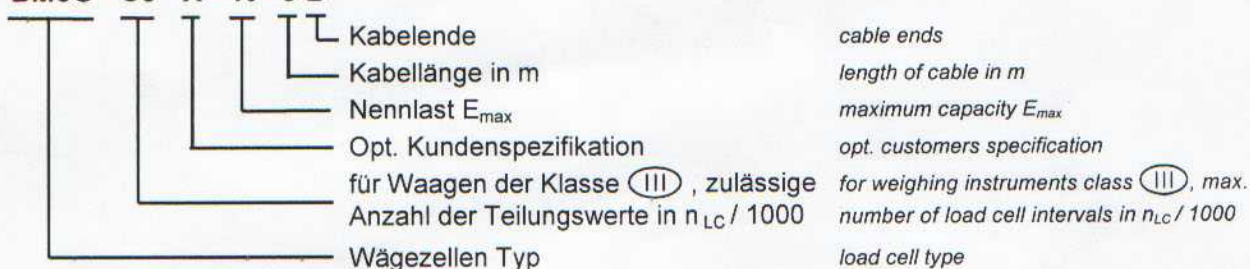 Kabelende cable ends
Kabellänge in m length of cable in m
Nennlast Emax maximum capacity Emax
Opt. Kundenspezifikation opt. customers specification
für Waagen der Klasse III , zulässige for weighing instruments class III, max.
Anzahl der Teilungswerte in n LC / 1000 number of load cell intervals in nLC / 1000
Wägezellen Typ load cell type